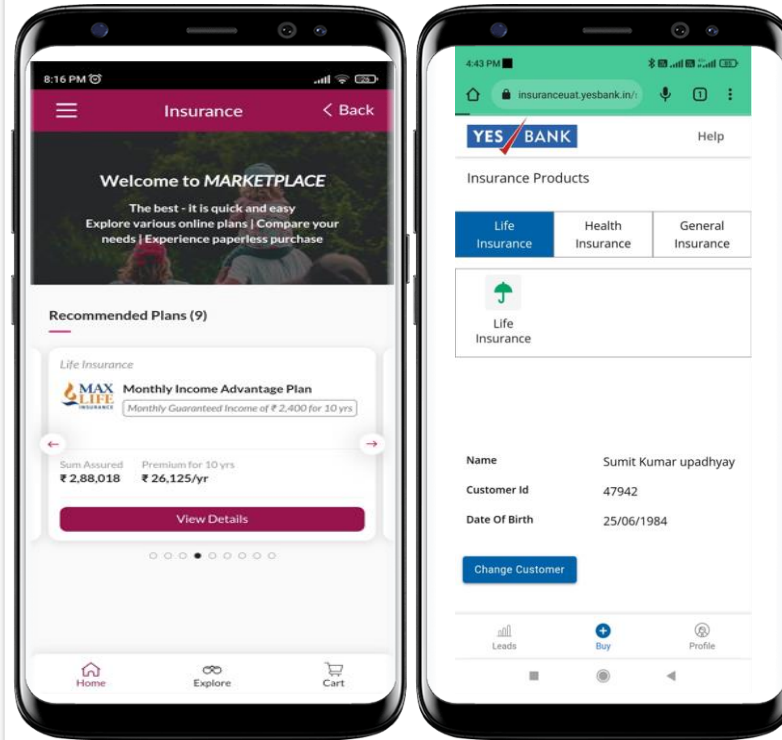 8:16 PM
Insurance
< Back
Welcome to MARKETPLACE
The best - it is quick and easy
Explore various online plans | Compare your
needs | Experience paperless purchase
Recommended Plans (9)
Life Insurance
MAX
LIFE
INSURANCE
Monthly Income Advantage Plan
Monthly Guaranteed Income of ₹ 2,400 for 10 yrs
Sum Assured
Premium for 10 yrs
₹ 2,88,018
₹ 26,125/yr
View Details
Home
Explore
Cart
4:43 PM
insuranceuat.yesbank.in/
1
YES BANK
Help
Insurance Products
Life
Insurance
Health
Insurance
General
Insurance
Life
Insurance
Name
Sumit Kumar upadhyay
Customer Id
47942
Date Of Birth
25/06/1984
Change Customer
Leads
Buy
Profile